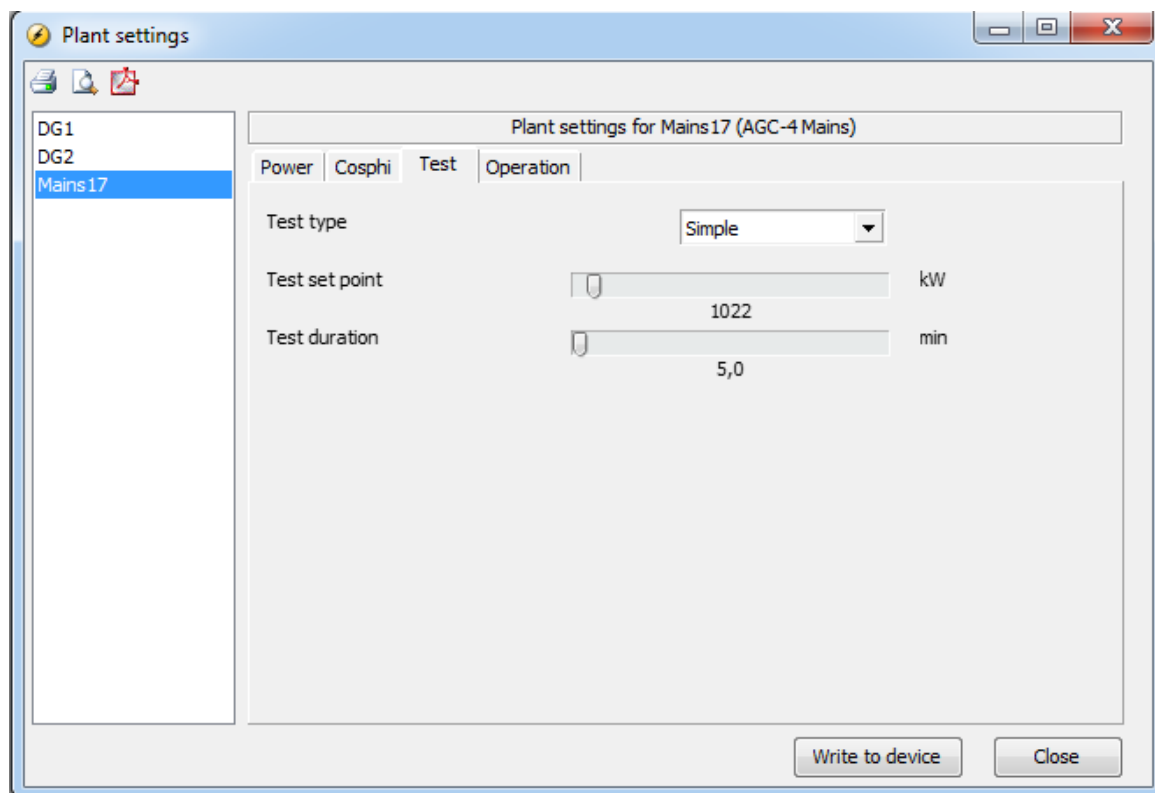 Plant settings
DG1
DG2
Mains17
Plant settings for Mains17 (AGC-4 Mains)
Power Cosphi Test Operation
Test type Simple
Test set point kW
1022
Test duration min
5,0
Write to device Close